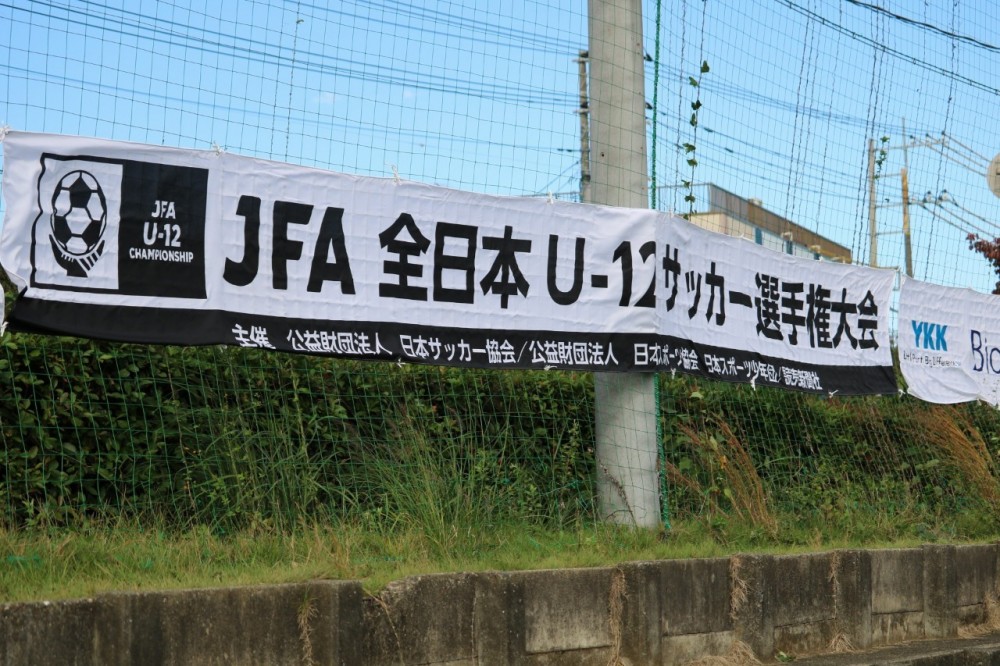 JFA
U-12
CHAMPIONSHIP
JFA 全日本 U-12 サッカー選手権大会
主催 公益財団法人 日本サッカー協会/公益財団法人 日本スポーツ協会 日本スポーツ少年団/読売新聞社
YKK
Bio